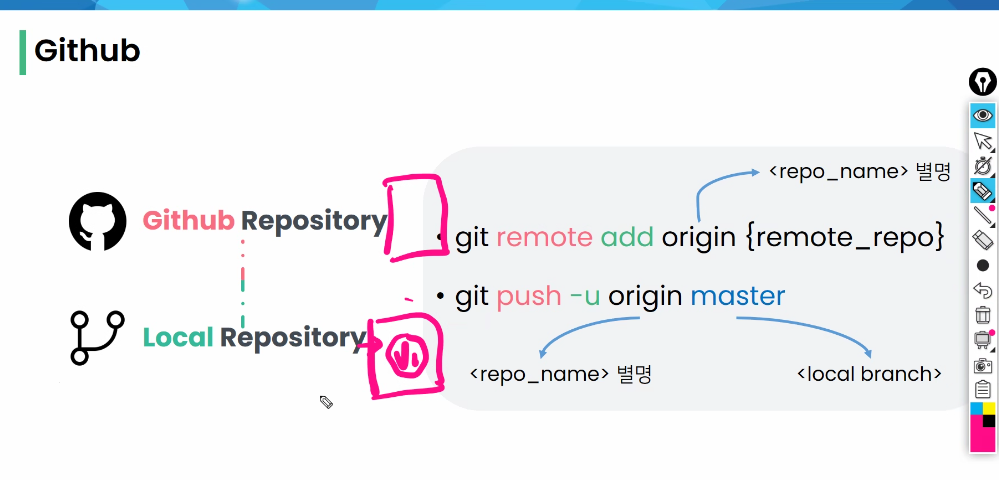 Github
<repo_name> 별명
Github Repository
• git remote add origin {remote_repo}
• git push -u origin master
Local Repository
V1
<repo_name> 별명
<local branch>